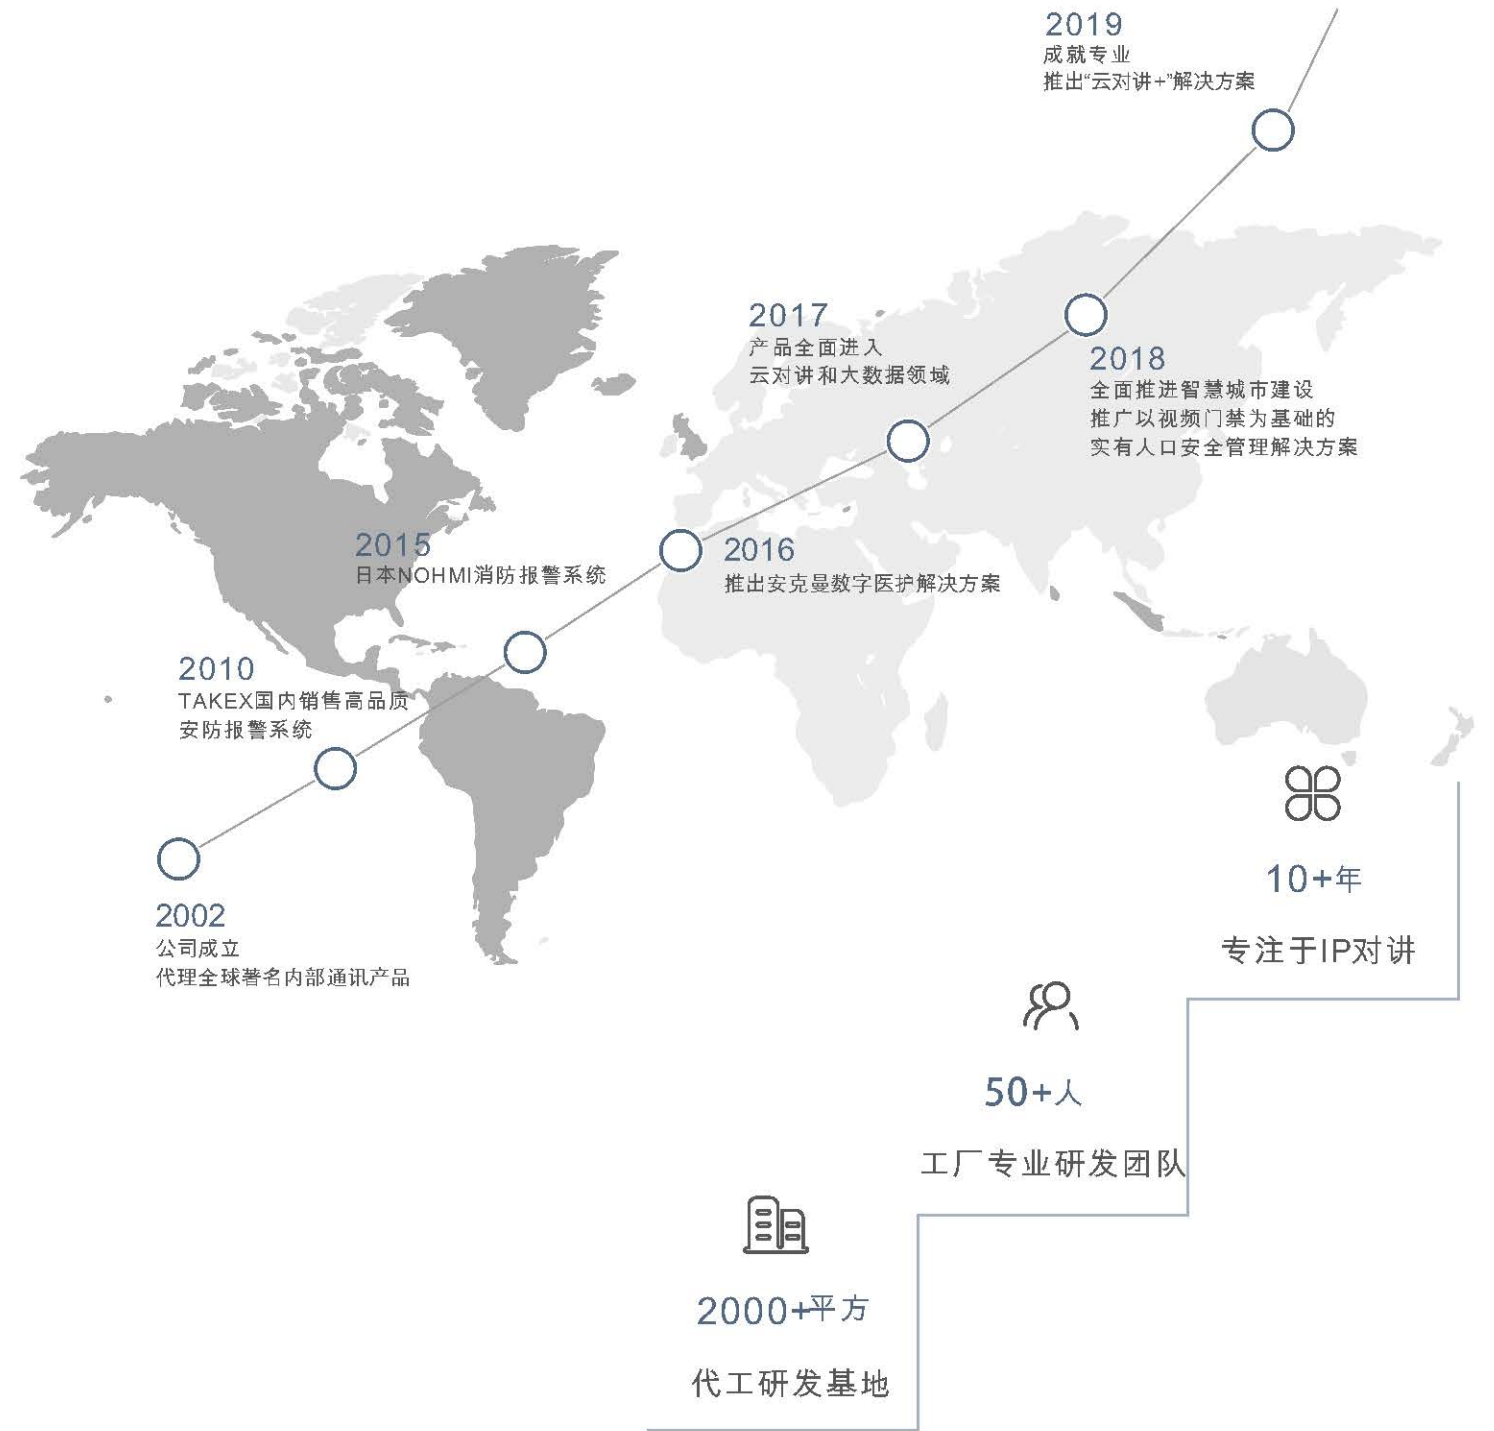 2019
成就专业
推出“云对讲+”解决方案
2017
产品全面进入
云对讲和大数据领域
2018
全面推进智慧城市建设
推广以视频门禁为基础的
实有人口安全管理解决方案
2015
日本NOHMI消防报警系统
2016
推出安克曼数字医护解决方案
2010
TAKEX国内销售高品质
安防报警系统
2002
公司成立
代理全球著名内部通讯产品
10+年
专注于IP对讲
50+人
工厂专业研发团队
2000+平方
代工研发基地